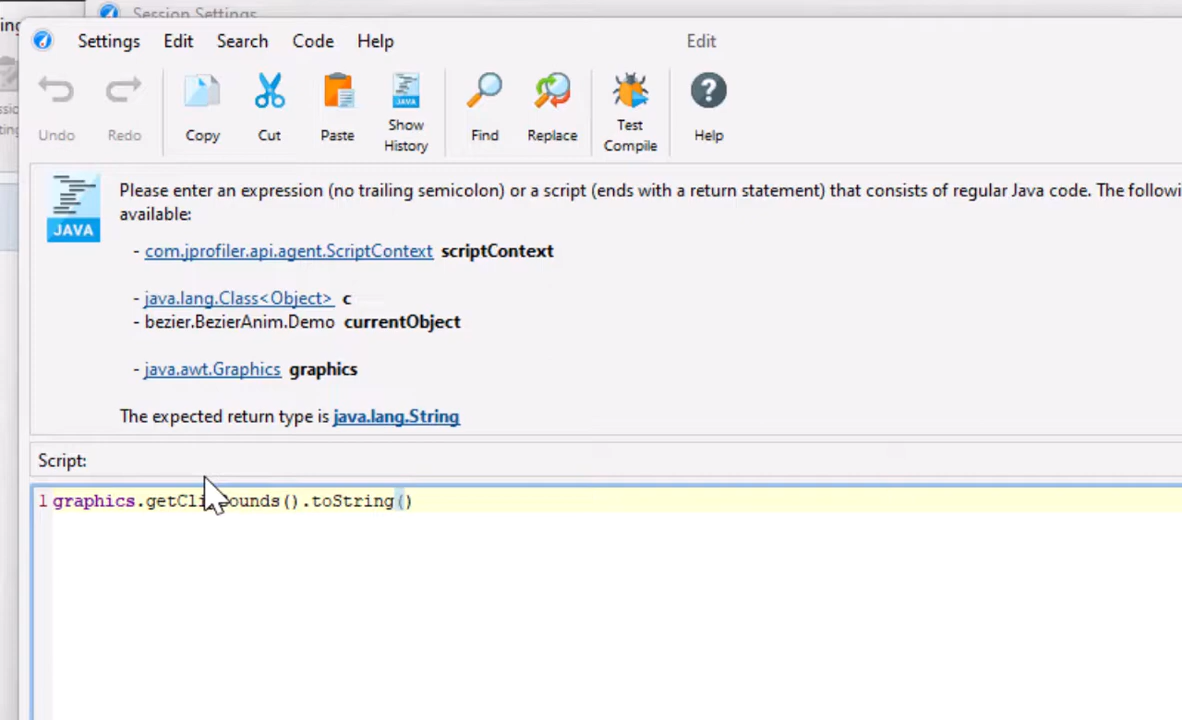 Session Settings
Settings Edit Search Code Help Edit
Undo Redo Copy Cut Paste Show History Find Replace Test Compile Help
Please enter an expression (no trailing semicolon) or a script (ends with a return statement) that consists of regular Java code. The
available:
JAVA
- com.jprofiler.api.agent.ScriptContext scriptContext
- java.lang.Class<Object> c
- bezier.BezierAnim.Demo currentObject
- java.awt.Graphics graphics
The expected return type is java.lang.String
Script:
1 graphics.getClipBounds().toString()